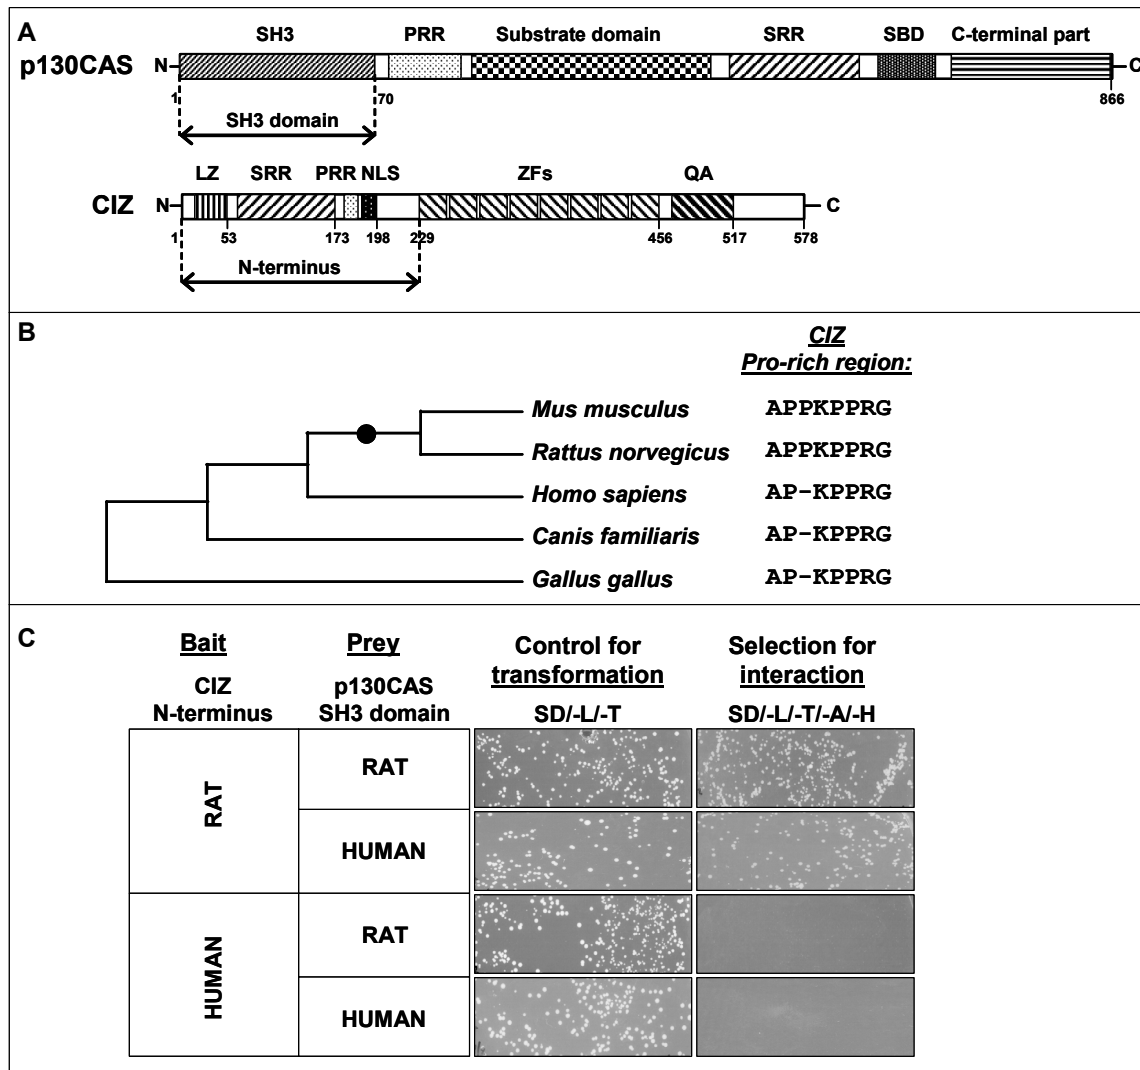 A
SH3 PRR Substrate domain SRR SBD C-terminal part
p130CAS N C
1 70 866
SH3 domain
LZ SRR PRR NLS ZFs QA
CIZ N C
1 53 173 198 229 456 517 578
N-terminus
B
CIZ
Pro-rich region:
Mus musculus APPKPPRG
Rattus norvegicus APPKPPRG
Homo sapiens AP-KPPRG
Canis familiaris AP-KPPRG
Gallus gallus AP-KPPRG
C
Bait Prey Control for Selection for
transformation interaction
CIZ p130CAS
N-terminus SH3 domain SD/-L/-T SD/-L/-T/-A/-H
RAT
RAT
HUMAN
HUMAN
RAT
HUMAN